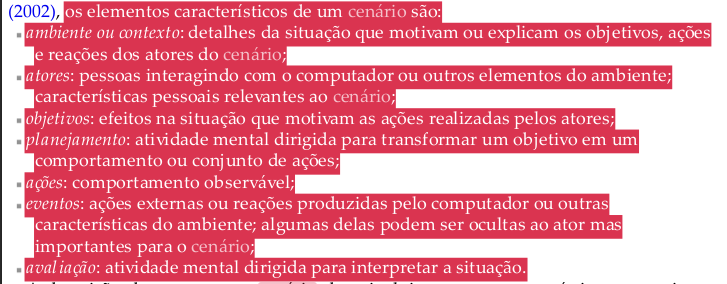 (2002), os elementos característicos de um cenário são:
ambiente ou contexto: detalhes da situação que motivam ou explicam os objetivos, ações
e reações dos atores do cenário;
atores: pessoas interagindo com o computador ou outros elementos do ambiente;
características pessoais relevantes ao cenário;
objetivos: efeitos na situação que motivam as ações realizadas pelos atores;
planejamento: atividade mental dirigida para transformar um objetivo em um
comportamento ou conjunto de ações;
ações: comportamento observável;
eventos: ações externas ou reações produzidas pelo computador ou outras
características do ambiente; algumas delas podem ser ocultas ao ator mas
importantes para o cenário;
avaliação: atividade mental dirigida para interpretar a situação.